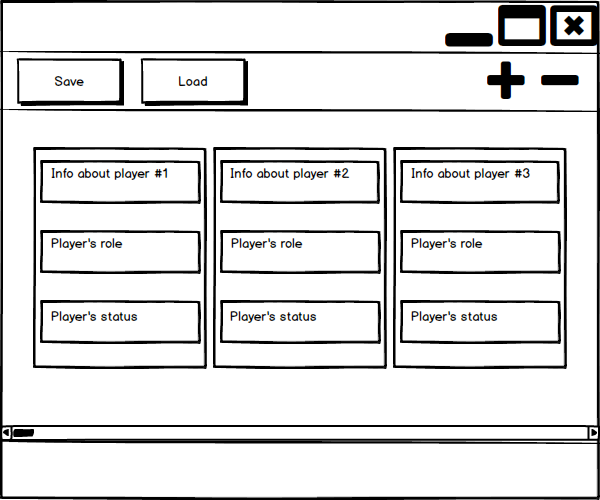 Save
Load
Info about player #1
Info about player #2
Info about player #3
Player's role
Player's role
Player's role
Player's status
Player's status
Player's status